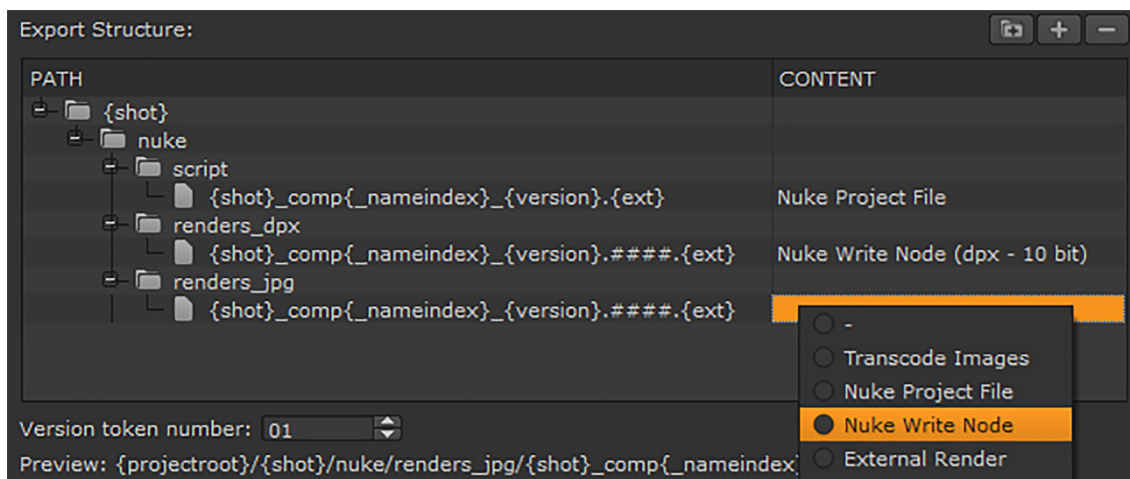 Export Structure:
PATH CONTENT
{shot}
nuke
script
{shot}_comp{_nameindex}_{version}.{ext} Nuke Project File
renders_dpx
{shot}_comp{_nameindex}_{version}.####.{ext} Nuke Write Node (dpx - 10 bit)
renders_jpg
{shot}_comp{_nameindex}_{version}.####.{ext}
-
Transcode Images
Nuke Project File
Version token number: 01 Nuke Write Node
Preview: {projectroot}/{shot}/nuke/renders_jpg/{shot}_comp{_nameindex} External Render